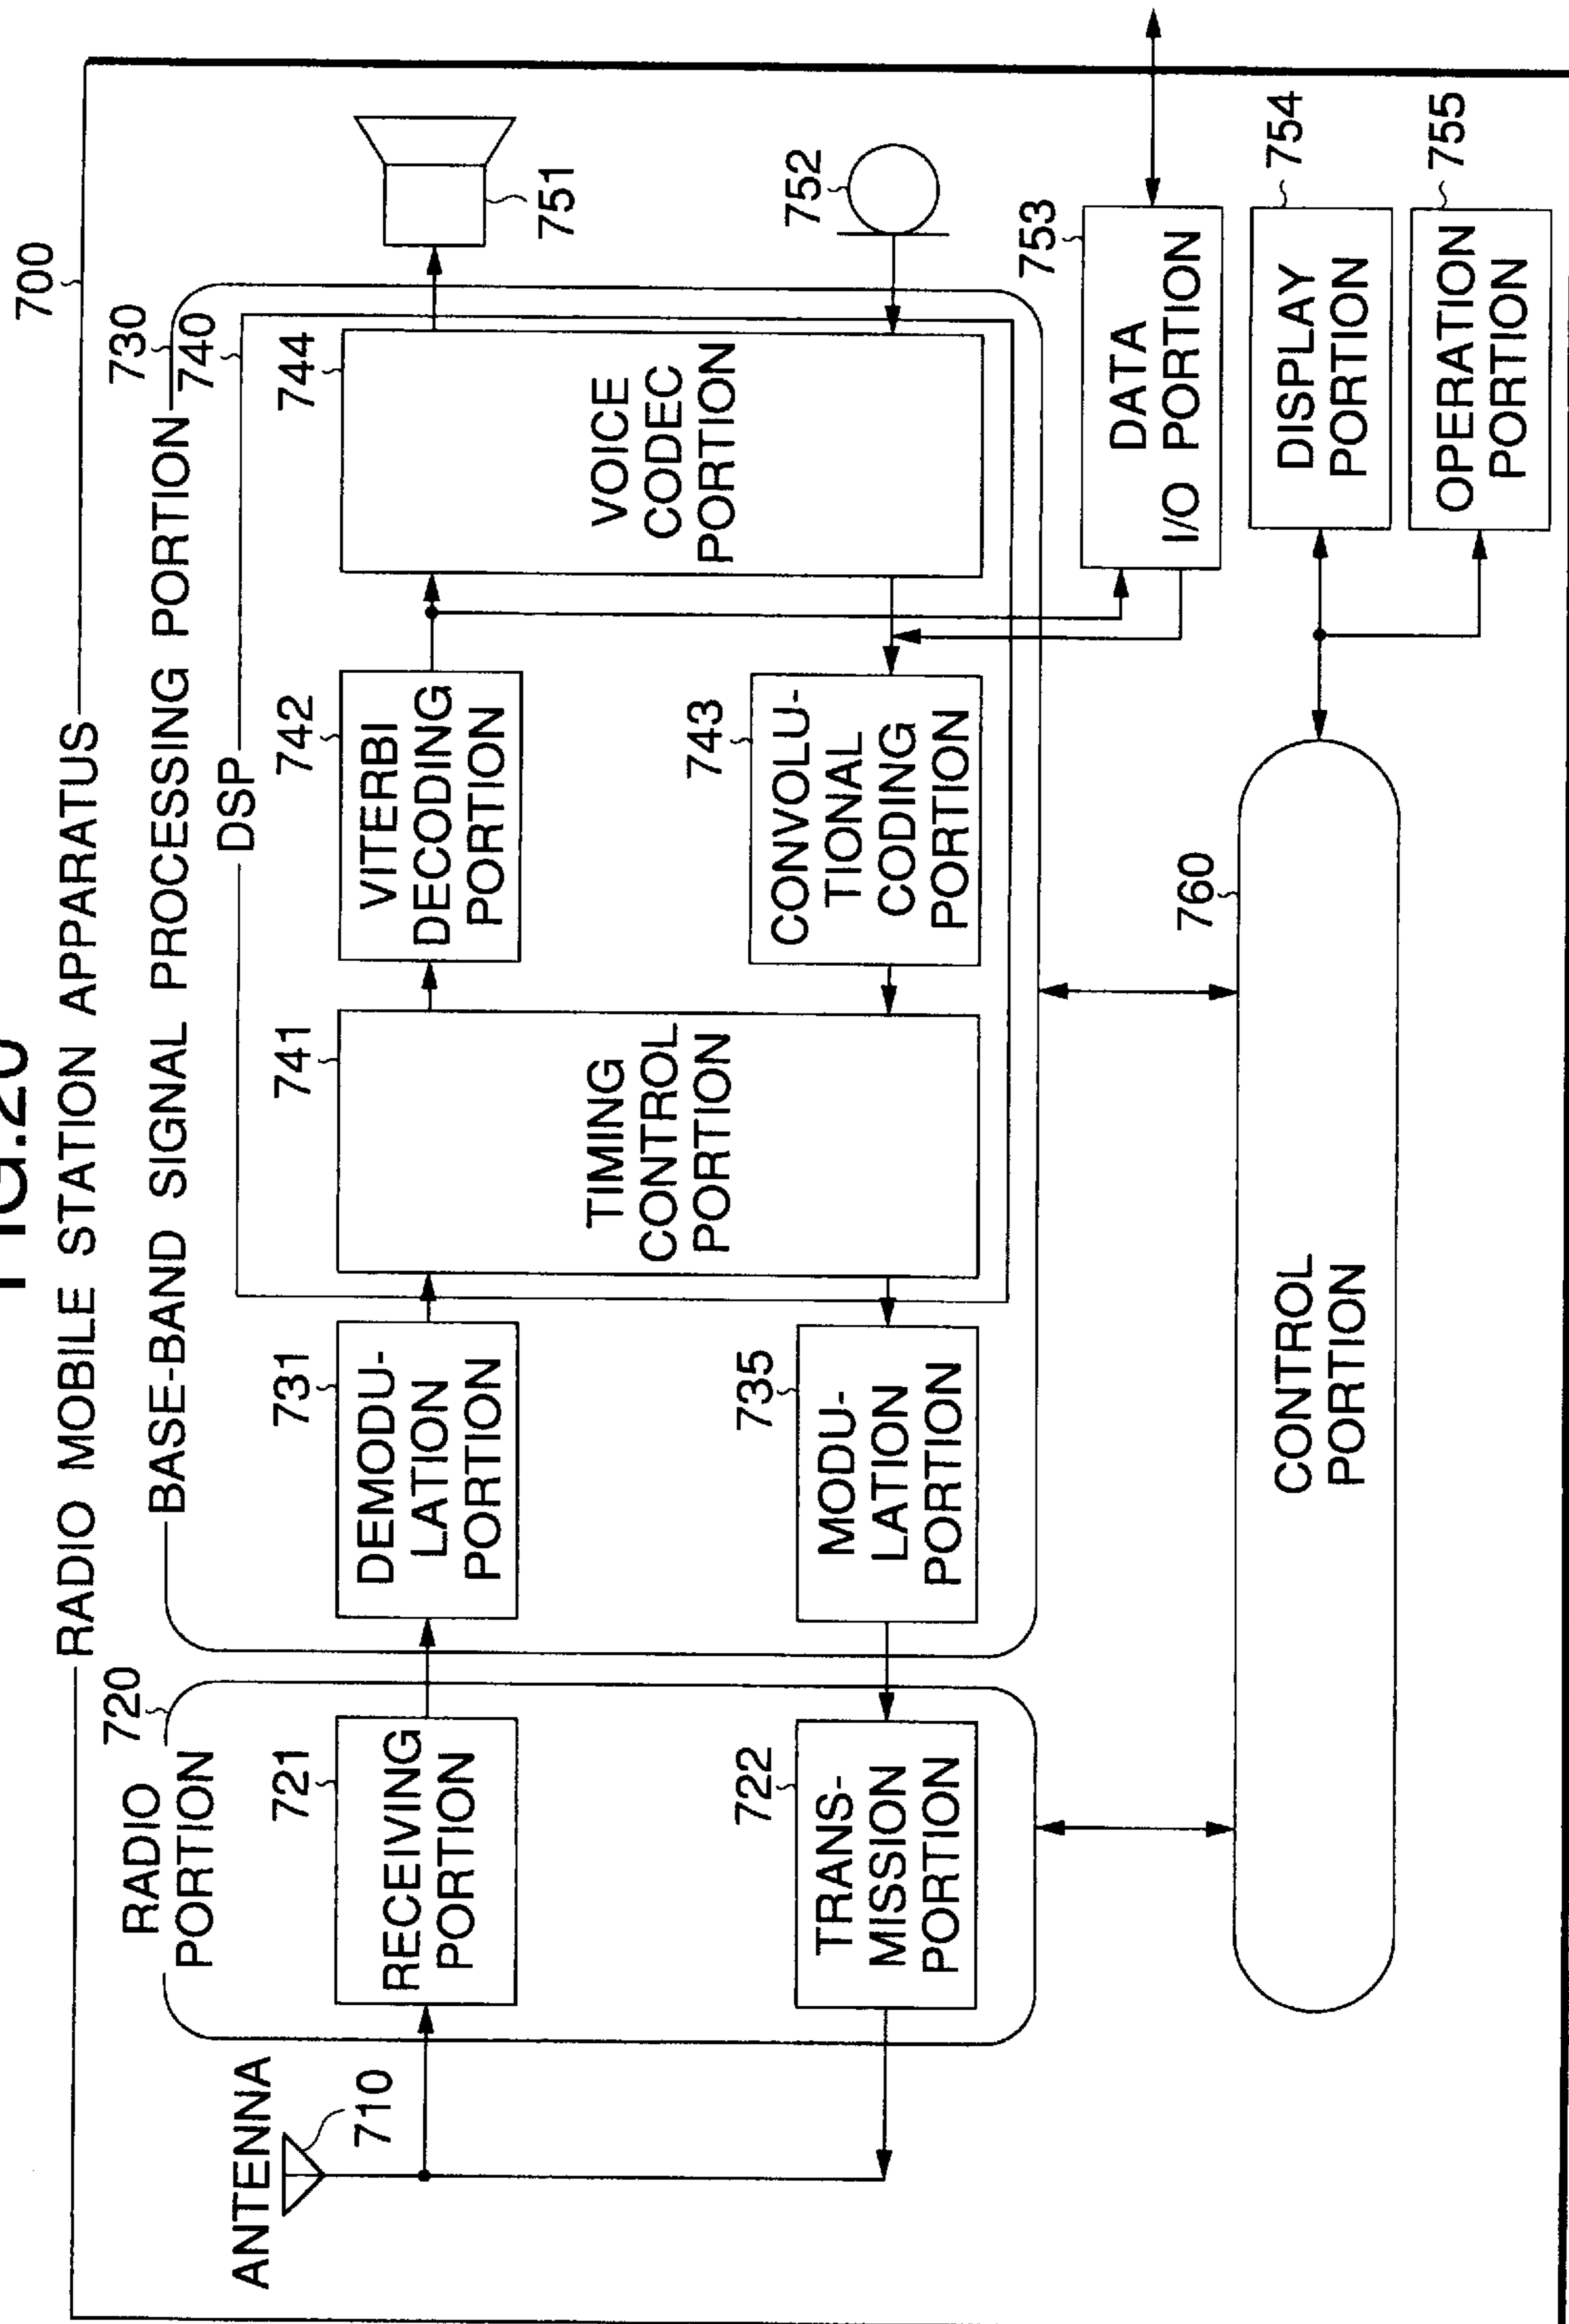 FIG.20
700
RADIO MOBILE STATION APPARATUS
730
BASE-BAND SIGNAL PROCESSING PORTION
740
DSP
720
RADIO
PORTION
ANTENNA
710
721
RECEIVING
PORTION
731
DEMODU-
LATION
PORTION
741
TIMING
CONTROL
PORTION
742
VITERBI
DECODING
PORTION
744
VOICE
CODEC
PORTION
751
722
TRANS-
MISSION
PORTION
735
MODU-
LATION
PORTION
743
CONVOLU-
TIONAL
CODING
PORTION
752
753
DATA
I/O PORTION
754
DISPLAY
PORTION
755
OPERATION
PORTION
760
CONTROL
PORTION